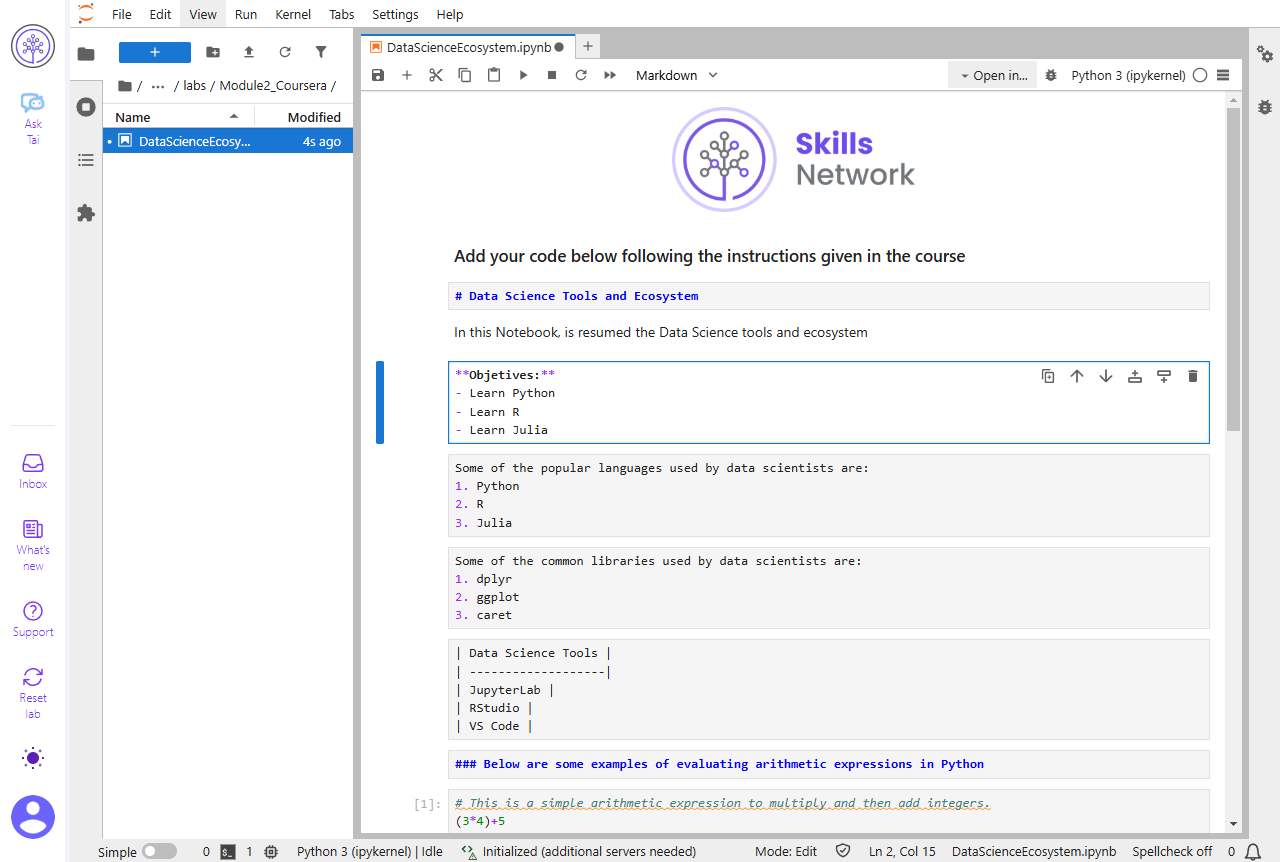 File Edit View Run Kernel Tabs Settings Help
Ask
Tai
Inbox
What's
new
Support
Reset
lab
+
/ ··· / labs / Module2_Coursera /
Name Modified
DataScienceEcosy... 4s ago
DataScienceEcosystem.ipynb
Markdown
Open in...
Python 3 (ipykernel)
Skills
Network
Add your code below following the instructions given in the course
# Data Science Tools and Ecosystem
In this Notebook, is resumed the Data Science tools and ecosystem
**Objetives:**
- Learn Python
- Learn R
- Learn Julia
Some of the popular languages used by data scientists are:
1. Python
2. R
3. Julia
Some of the common libraries used by data scientists are:
1. dplyr
2. ggplot
3. caret
| Data Science Tools |
| -------------------|
| JupyterLab |
| RStudio |
| VS Code |
### Below are some examples of evaluating arithmetic expressions in Python
[1]:
# This is a simple arithmetic expression to multiply and then add integers.
(3*4)+5
Simple 0 $_ 1 Python 3 (ipykernel) | Idle Initialized (additional servers needed) Mode: Edit Ln 2, Col 15 DataScienceEcosystem.ipynb Spellcheck off 0